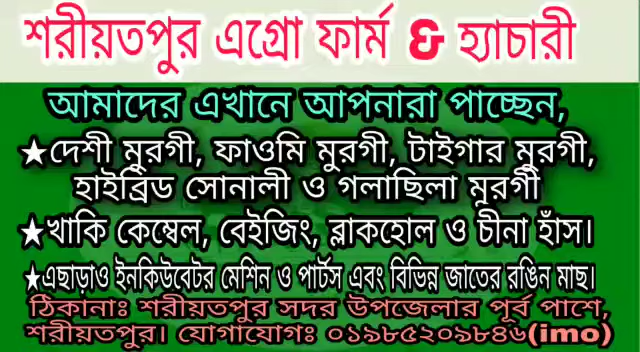 শরীয়তপুর এগ্রো ফার্ম & হ্যাচারী
আমাদের এখানে আপনারা পাচ্ছেন,
★দেশী মুরগী, ফাওমি মুরগী, টাইগার মুরগী,
হাইব্রিড সোনালী ও গলাছিলা মুরগী
★খাকি কেম্বেল, বেইজিং, ব্লাকহোল ও চীনা হাঁস।
★এছাড়াও ইনকিউবেটর মেশিন ও পার্টস এবং বিভিন্ন জাতের রঙিন মাছ।
ঠিকানাঃ শরীয়তপুর সদর উপজেলার পূর্ব পাশে,
শরীয়তপুর। যোগাযোগঃ ০১৯৮৫২০৯৮৪৬(imo)